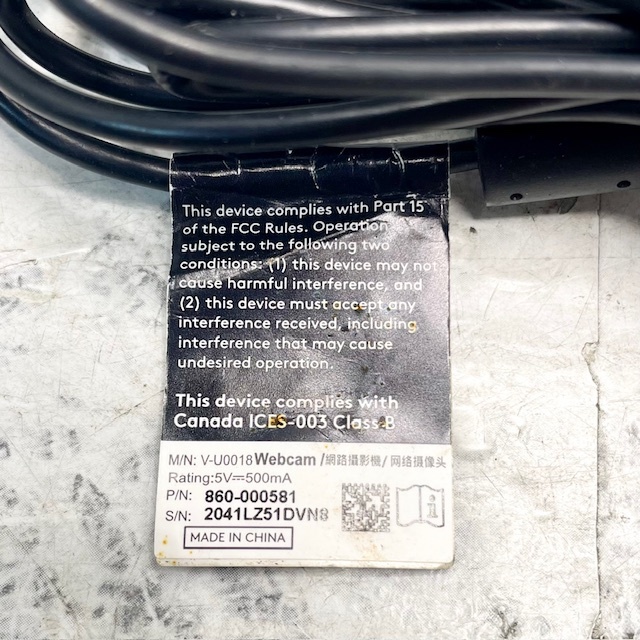 This device complies with Part 15
of the FCC Rules. Operation
subject to the following two
conditions: (1) this device may not
cause harmful interference, and
(2) this device must accept any
interference received, including
interference that may cause
undesired operation.
This device complies with
Canada ICES-003 Class B
M/N: V-U0018 Webcam /網路攝影機/ 网络摄像头
Rating:5V⎓500mA
P/N: 860-000581
S/N: 2041LZ51DVN8
MADE IN CHINA